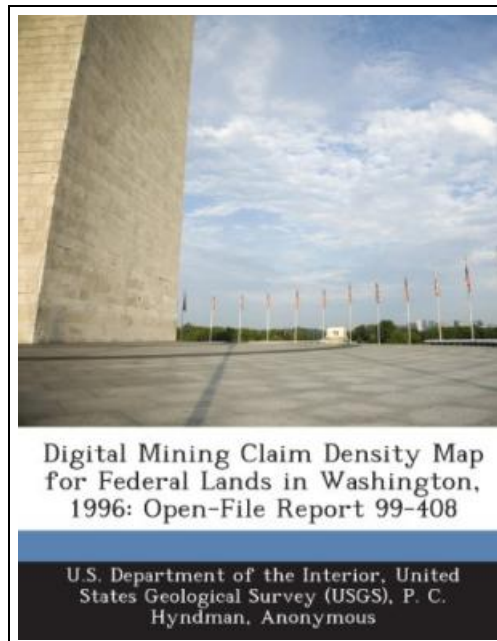 Digital Mining Claim Density Map
for Federal Lands in Washington,
1996: Open-File Report 99-408
U.S. Department of the Interior, United
States Geological Survey (USGS), P. C.
Hyndman, Anonymous